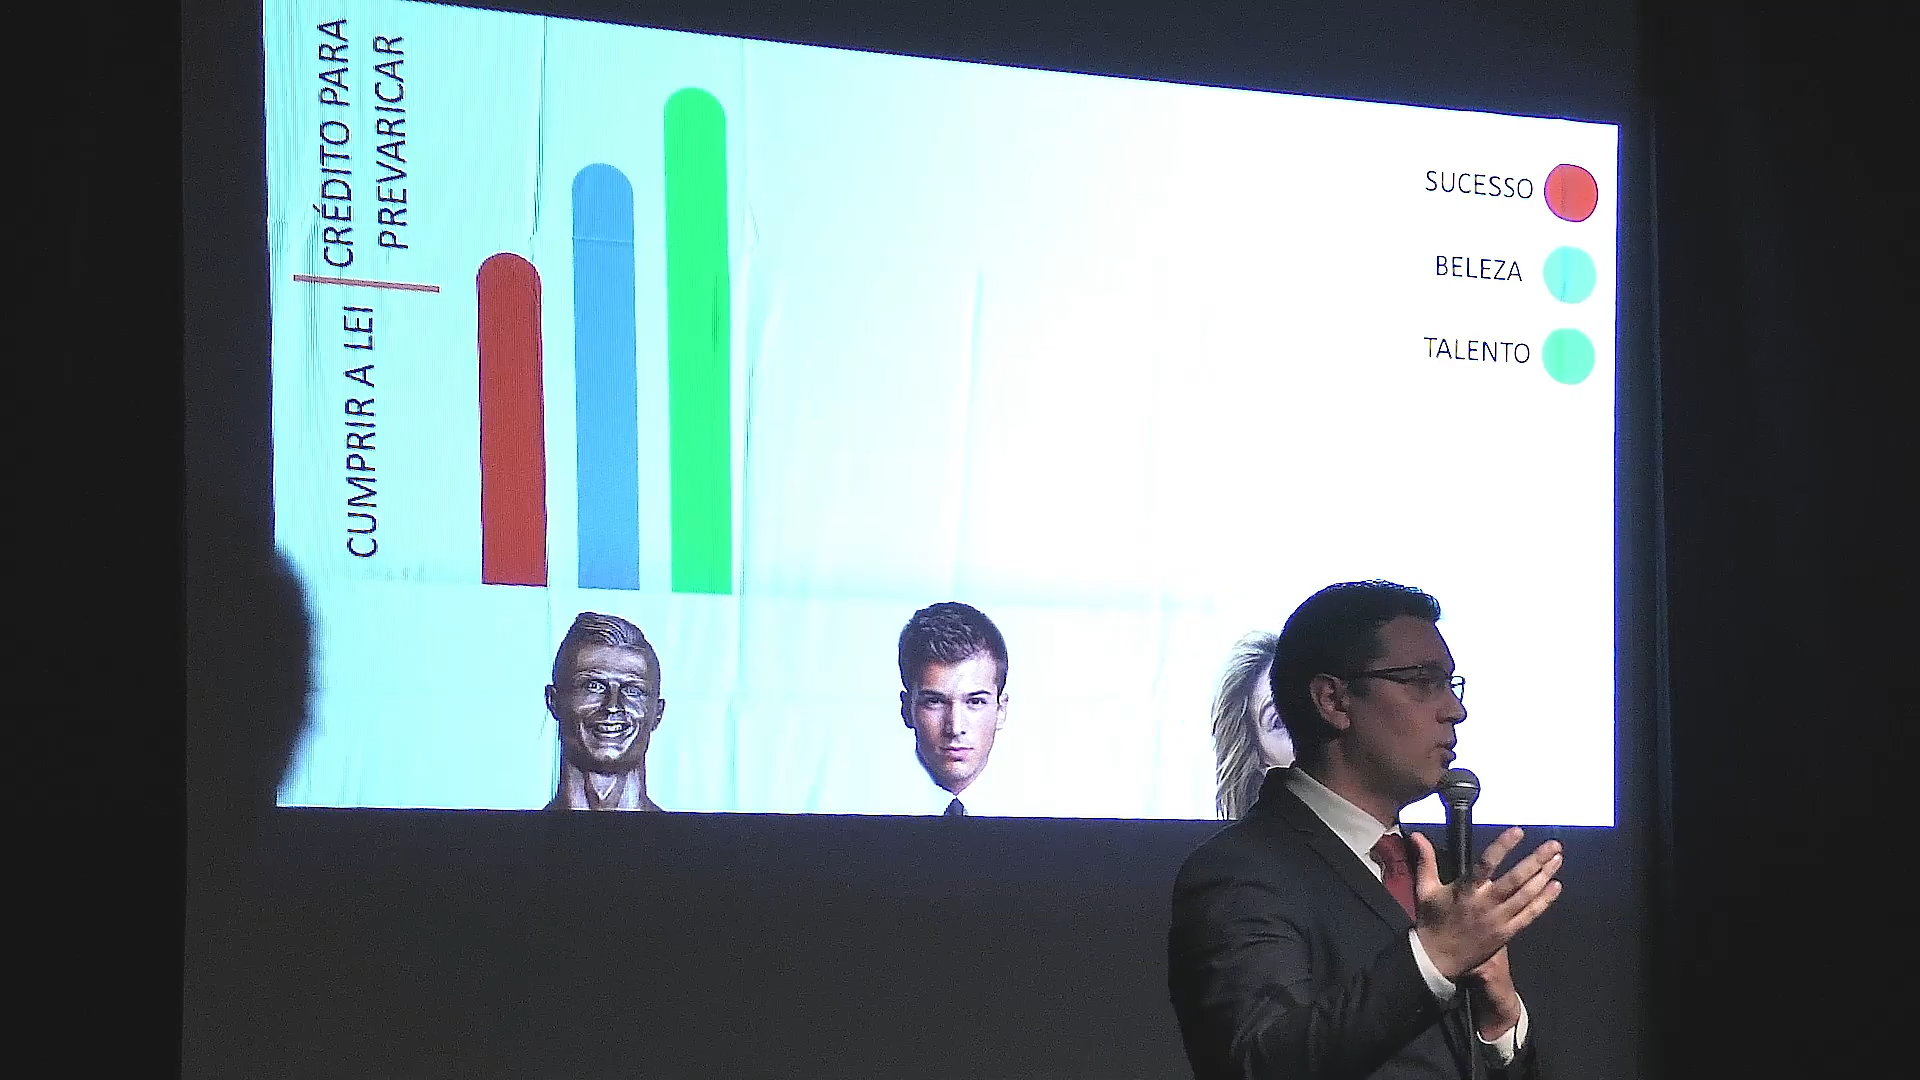 CRÉDITO PARA
PREVARICAR
CUMPRIR A LEI
SUCESSO
BELEZA
TALENTO